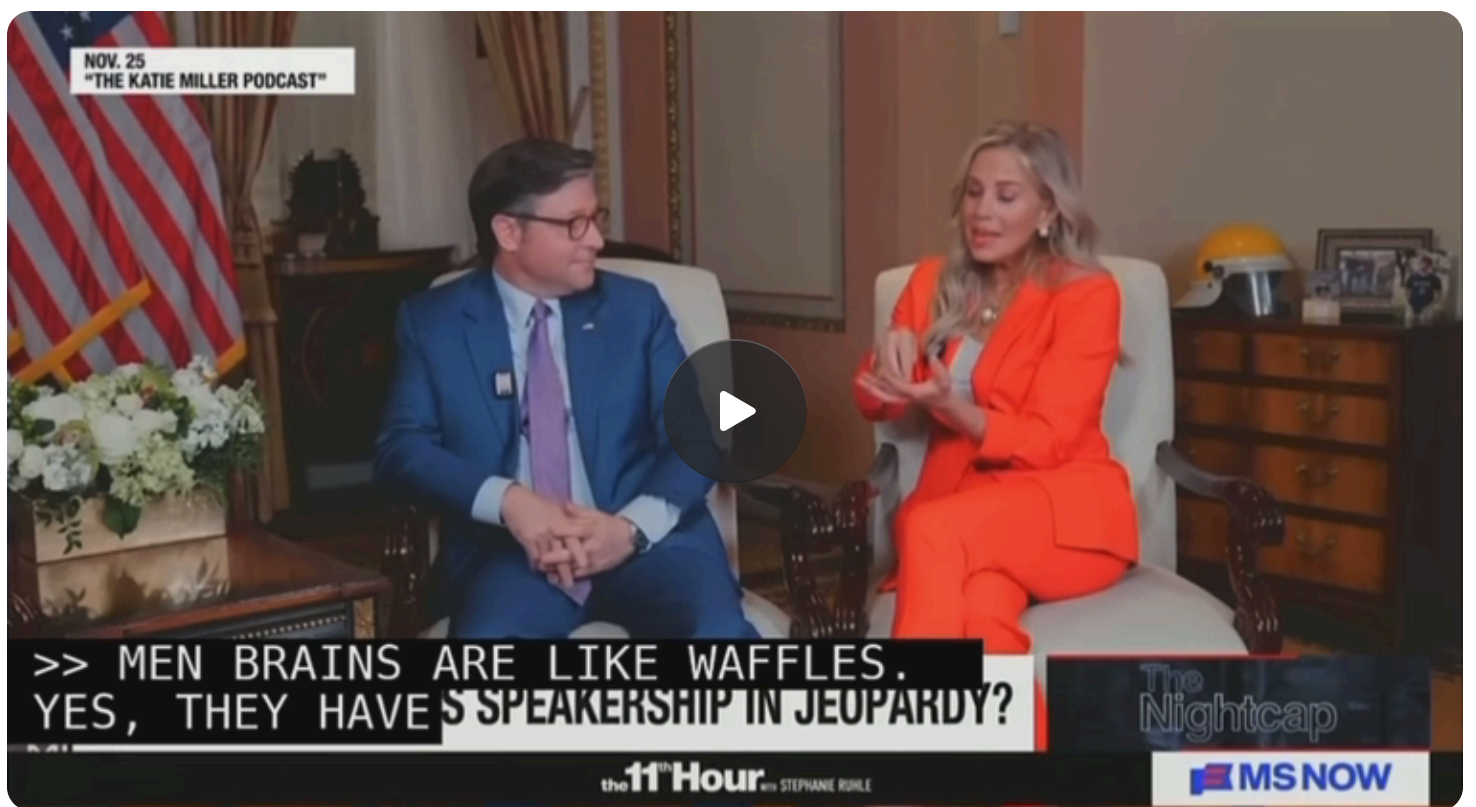 NOV. 25
“THE KATIE MILLER PODCAST”
>> MEN BRAINS ARE LIKE WAFFLES.
YES, THEY HAVE
S SPEAKERSHIP IN JEOPARDY?
The
Nightcap
the 11th Hour WITH STEPHANIE RUHLE
MS NOW